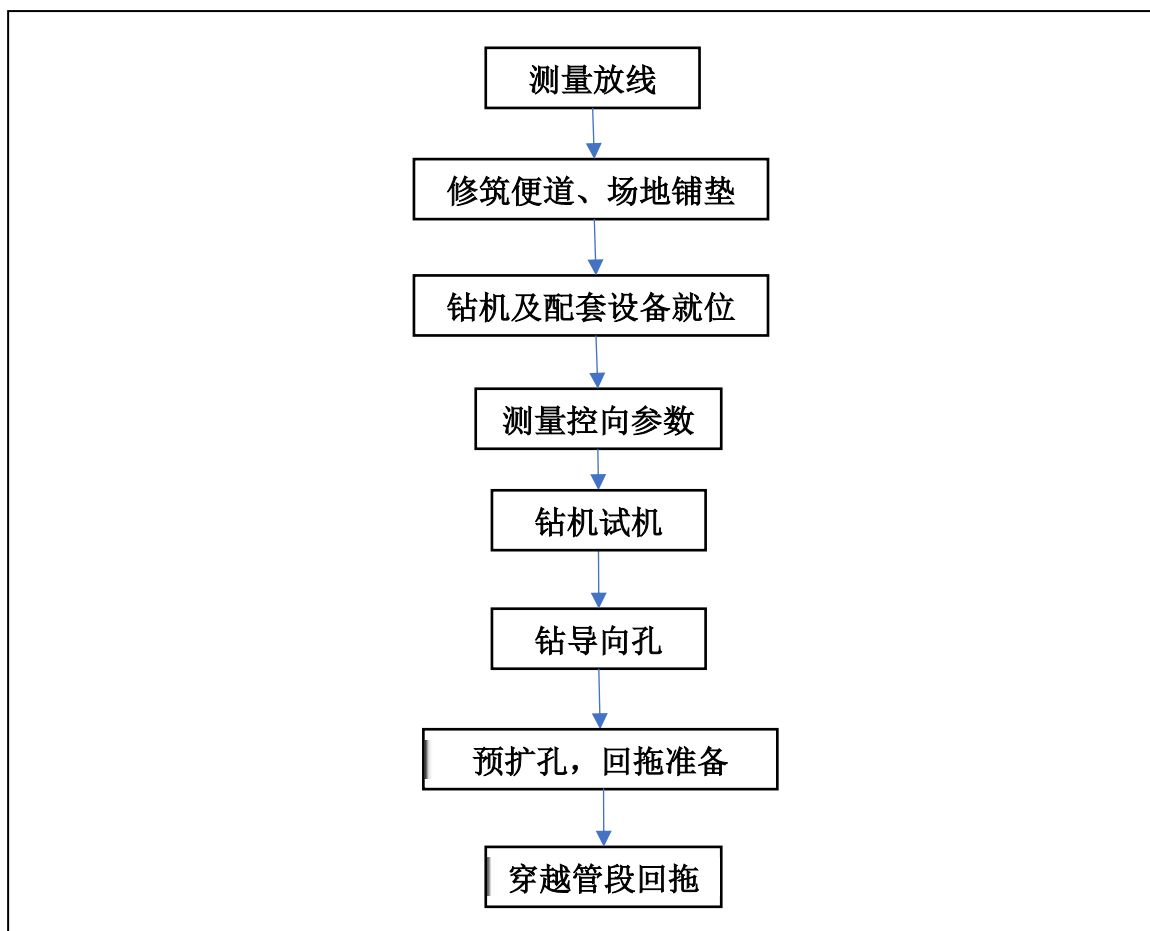 测量放线
修筑便道、场地铺垫
钻机及配套设备就位
测量控向参数
钻机试机
钻导向孔
预扩孔，回拖准备
穿越管段回拖